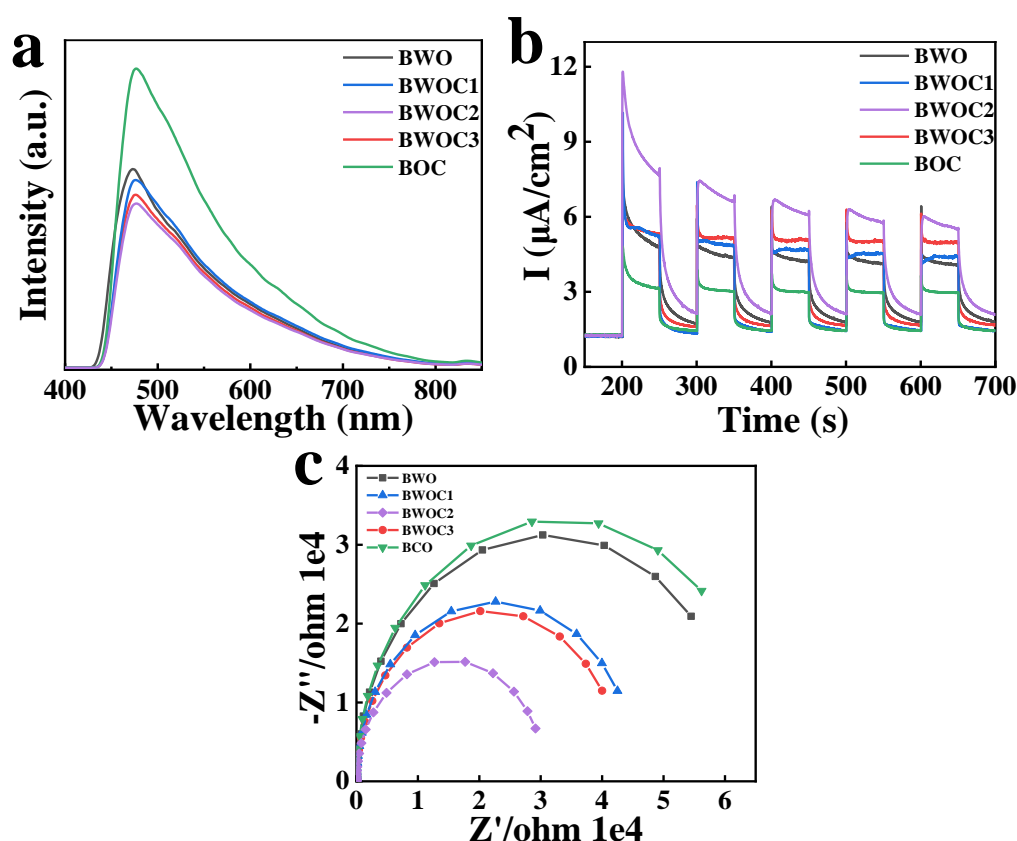 a
BWO
BWOC1
BWOC2
BWOC3
BOC
Intensity (a.u.)
400 500 600 700 800
Wavelength (nm)
b
BWO
BWOC1
BWOC2
BWOC3
BOC
12
9
6
3
0
I (μA/cm²)
200 300 400 500 600 700
Time (s)
c
BWO
BWOC1
BWOC2
BWOC3
BCO
4
3
2
1
0
-Z''/ohm 1e4
0 1 2 3 4 5 6
Z'/ohm 1e4